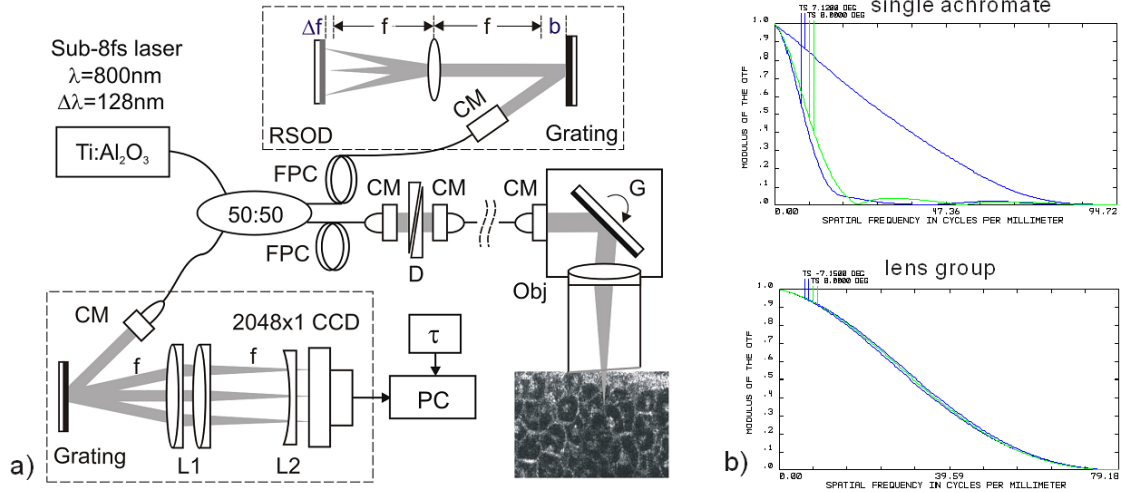 Sub-8fs laser
λ=800nm
Δλ=128nm
Ti:Al₂O₃
Δf
f
f
b
CM
RSOD
Grating
FPC
50:50
FPC
CM
CM
CM
G
D
Obj
CM
2048x1 CCD
f
f
τ
PC
Grating
L1
L2
a)
single achromate
TS 7.1200 DEG
TS 0.0000 DEG
1.0
.9
.8
.7
.6
.5
.4
.3
.2
.1
.0
MODULUS OF THE OTF
0.00
47.36
94.72
SPATIAL FREQUENCY IN CYCLES PER MILLIMETER
lens group
TS -7.1500 DEG
TS 0.0000 DEG
1.0
.9
.8
.7
.6
.5
.4
.3
.2
.1
.0
MODULUS OF THE OTF
0.00
39.59
79.18
SPATIAL FREQUENCY IN CYCLES PER MILLIMETER
b)